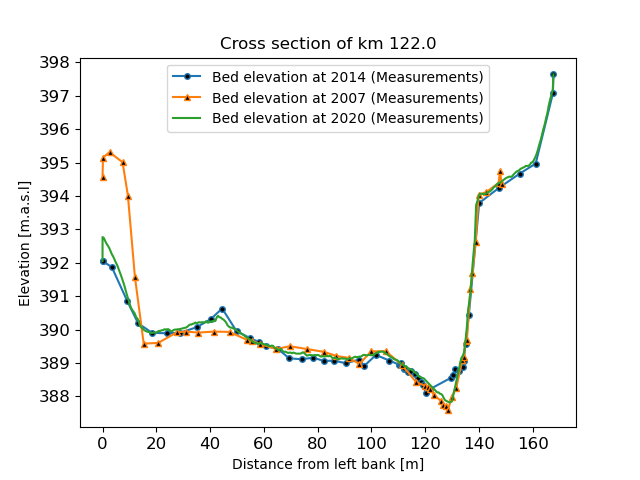 Cross section of km 122.0
Bed elevation at 2014 (Measurements)
Bed elevation at 2007 (Measurements)
Bed elevation at 2020 (Measurements)
Elevation [m.a.s.l]
398
397
396
395
394
393
392
391
390
389
388
0 20 40 60 80 100 120 140 160
Distance from left bank [m]